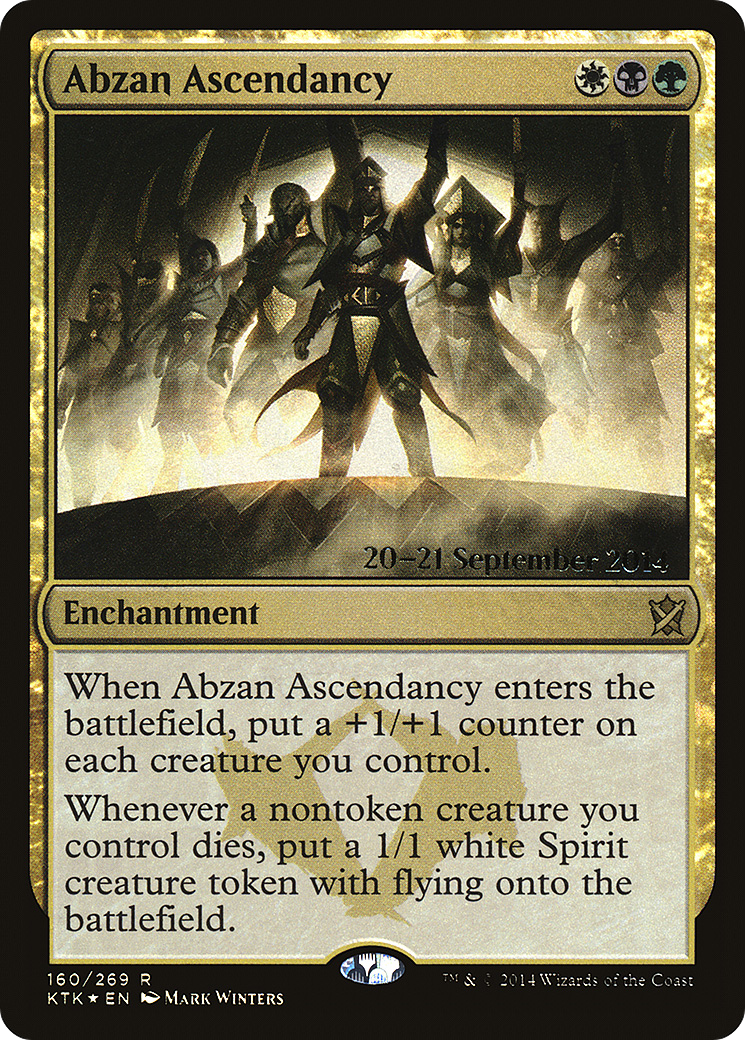 Abzan Ascendancy
20–21 September 2014
Enchantment
When Abzan Ascendancy enters the
battlefield, put a +1/+1 counter on
each creature you control.
Whenever a nontoken creature you
control dies, put a 1/1 white Spirit
creature token with flying onto the
battlefield.
160/269 R
KTK★EN Mark Winters
™ & © 2014 Wizards of the Coast